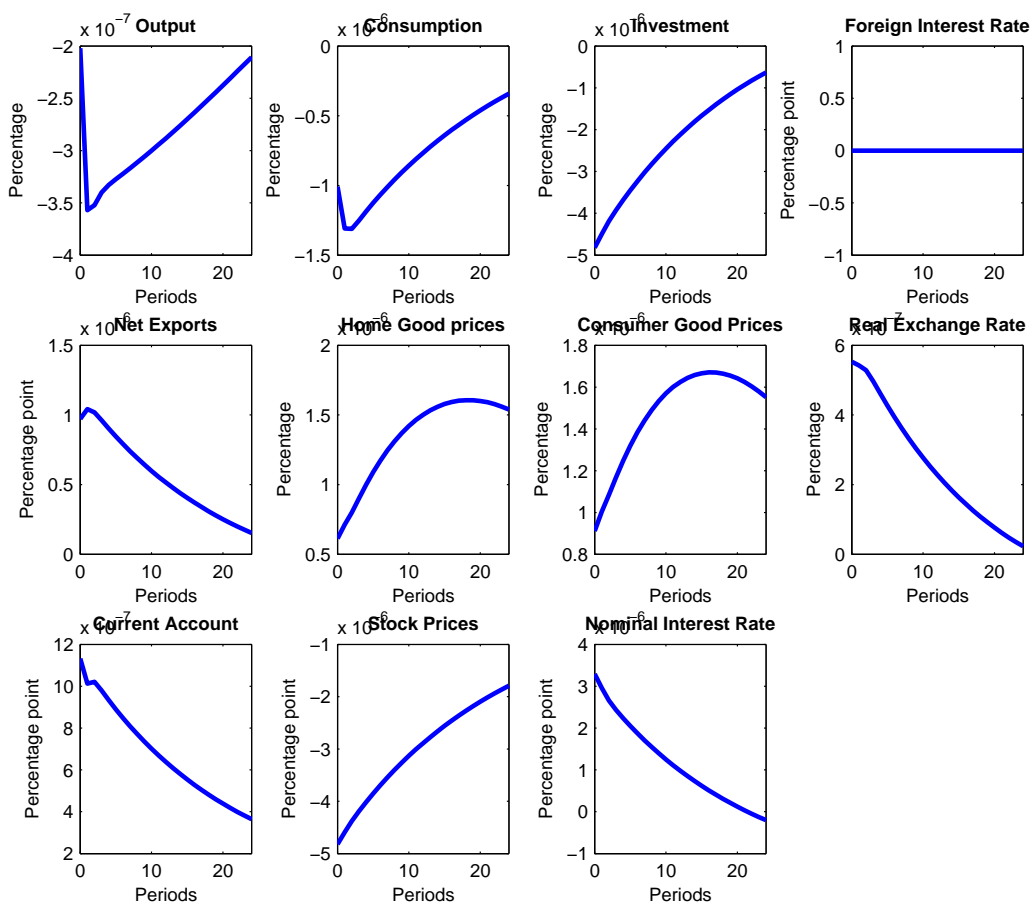 x 10−7 Output
x 10−6 Consumption
x 10−6 Investment
Foreign Interest Rate
−2
−2.5
−3
−3.5
−4
Percentage
0 10 20
Periods
0
−0.5
−1
−1.5
Percentage
0 10 20
Periods
0
−1
−2
−3
−4
−5
Percentage
0 10 20
Periods
1
0.5
0
−0.5
−1
Percentage point
0 10 20
Periods
x 10−6 Net Exports
x 10−6 Home Good prices
x 10−6 Consumer Good Prices
x 10−7 Real Exchange Rate
1.5
1
0.5
0
Percentage point
0 10 20
Periods
2
1.5
1
0.5
Percentage
0 10 20
Periods
1.8
1.6
1.4
1.2
1
0.8
Percentage
0 10 20
Periods
6
4
2
0
Percentage
0 10 20
Periods
x 10−7 Current Account
x 10−6 Stock Prices
x 10−6 Nominal Interest Rate
12
10
8
6
4
2
Percentage point
0 10 20
Periods
−1
−2
−3
−4
−5
Percentage point
0 10 20
Periods
4
3
2
1
0
−1
Percentage point
0 10 20
Periods